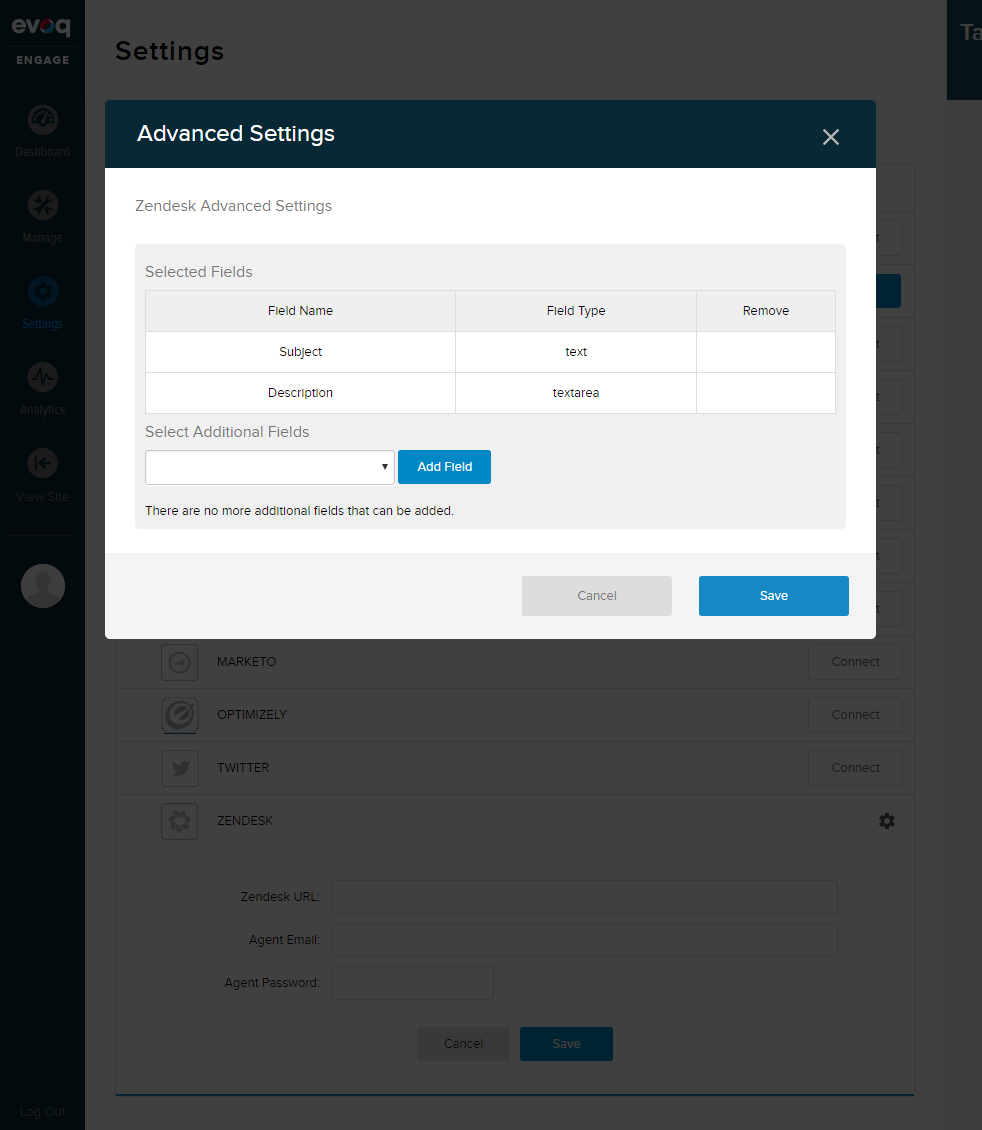 evoq
ENGAGE
Dashboard
Manage
Settings
Analytics
View Site
Log Out
Settings
Ta
Advanced Settings
Zendesk Advanced Settings
Selected Fields
Field Name Field Type Remove
Subject text
Description textarea
Select Additional Fields
Add Field
There are no more additional fields that can be added.
Cancel Save
MARKETO Connect
OPTIMIZELY Connect
TWITTER Connect
ZENDESK
Zendesk URL:
Agent Email:
Agent Password:
Cancel Save